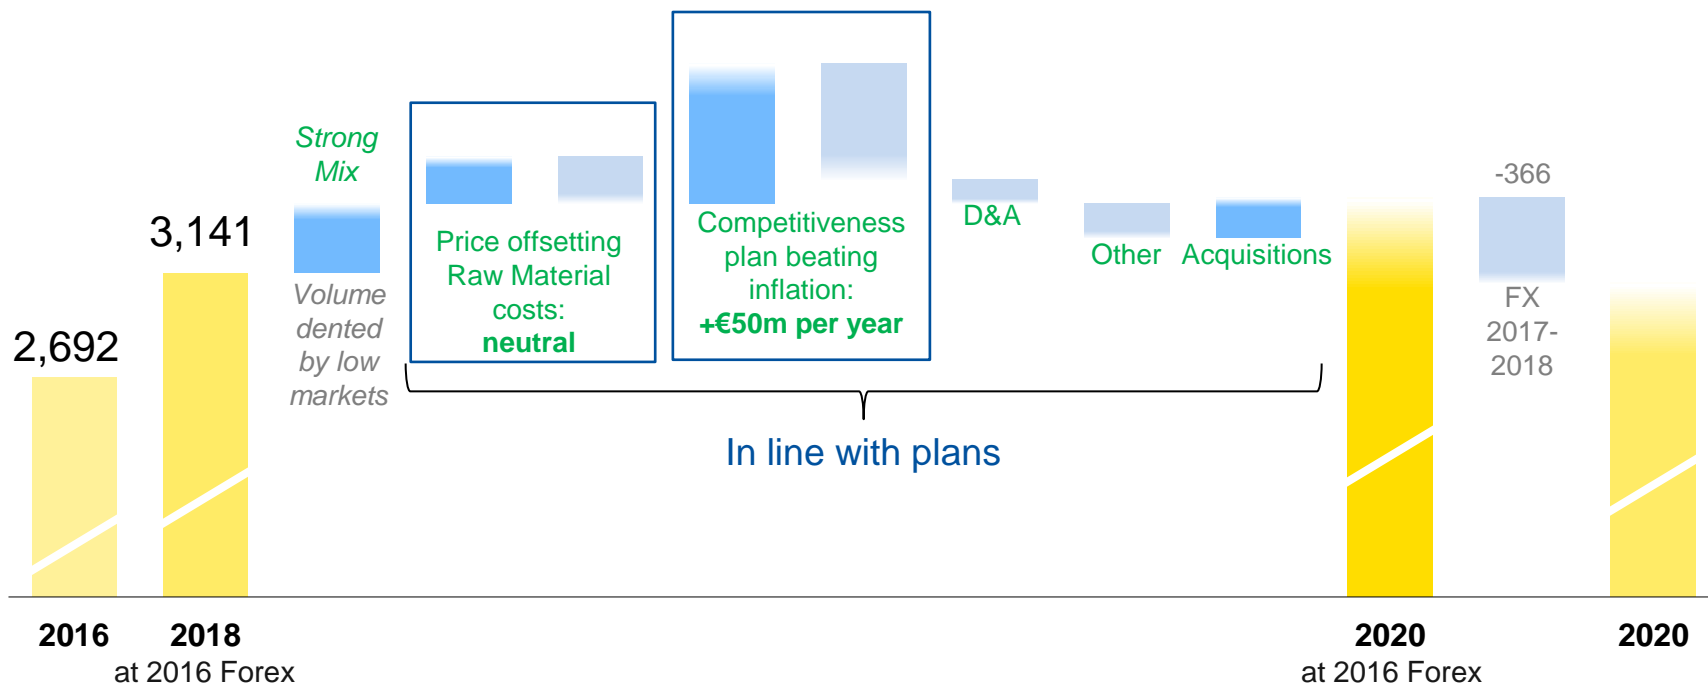 2,692
3,141
Strong
Mix
Volume
dented
by low
markets
Price offsetting
Raw Material
costs:
neutral
Competitiveness
plan beating
inflation:
+€50m per year
D&A
Other
Acquisitions
-366
FX
2017-
2018
In line with plans
2016
2018
at 2016 Forex
2020
at 2016 Forex
2020